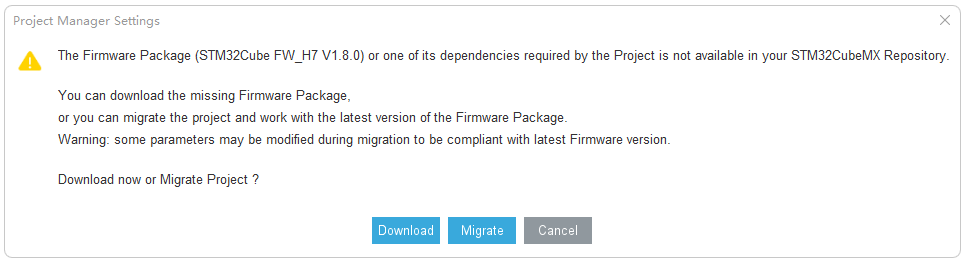 Project Manager Settings
The Firmware Package (STM32Cube FW_H7 V1.8.0) or one of its dependencies required by the Project is not available in your STM32CubeMX Repository.
You can download the missing Firmware Package,
or you can migrate the project and work with the latest version of the Firmware Package.
Warning: some parameters may be modified during migration to be compliant with latest Firmware version.
Download now or Migrate Project ?
Download Migrate Cancel